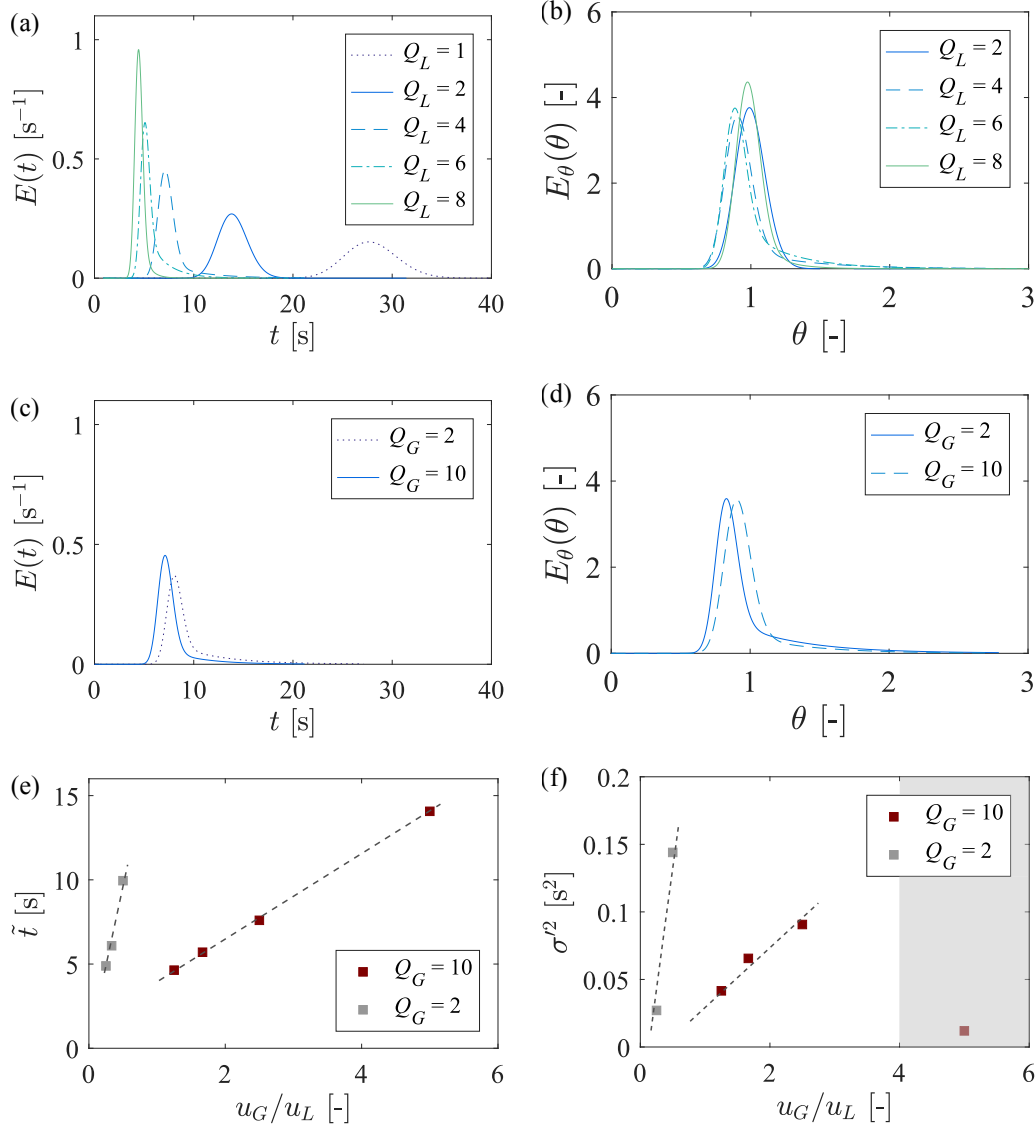 (a)
E(t) [s⁻¹]
1
0.5
0
0 10 20 30 40
t [s]
Q_L = 1
Q_L = 2
Q_L = 4
Q_L = 6
Q_L = 8
(b)
E_θ(θ) [-]
6
4
2
0
0 1 2 3
θ [-]
Q_L = 2
Q_L = 4
Q_L = 6
Q_L = 8
(c)
E(t) [s⁻¹]
1
0.5
0
0 10 20 30 40
t [s]
Q_G = 2
Q_G = 10
(d)
E_θ(θ) [-]
6
4
2
0
0 1 2 3
θ [-]
Q_G = 2
Q_G = 10
(e)
t̃ [s]
15
10
5
0
0 2 4 6
u_G/u_L [-]
Q_G = 10
Q_G = 2
(f)
σ′² [s²]
0.2
0.15
0.1
0.05
0
0 2 4 6
u_G/u_L [-]
Q_G = 10
Q_G = 2